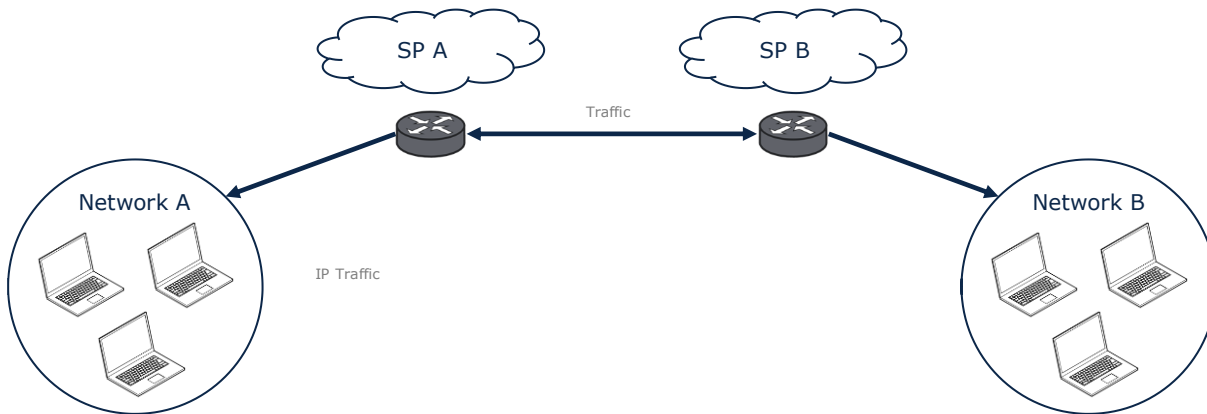 SP A
SP B
Traffic
Network A
Network B
IP Traffic